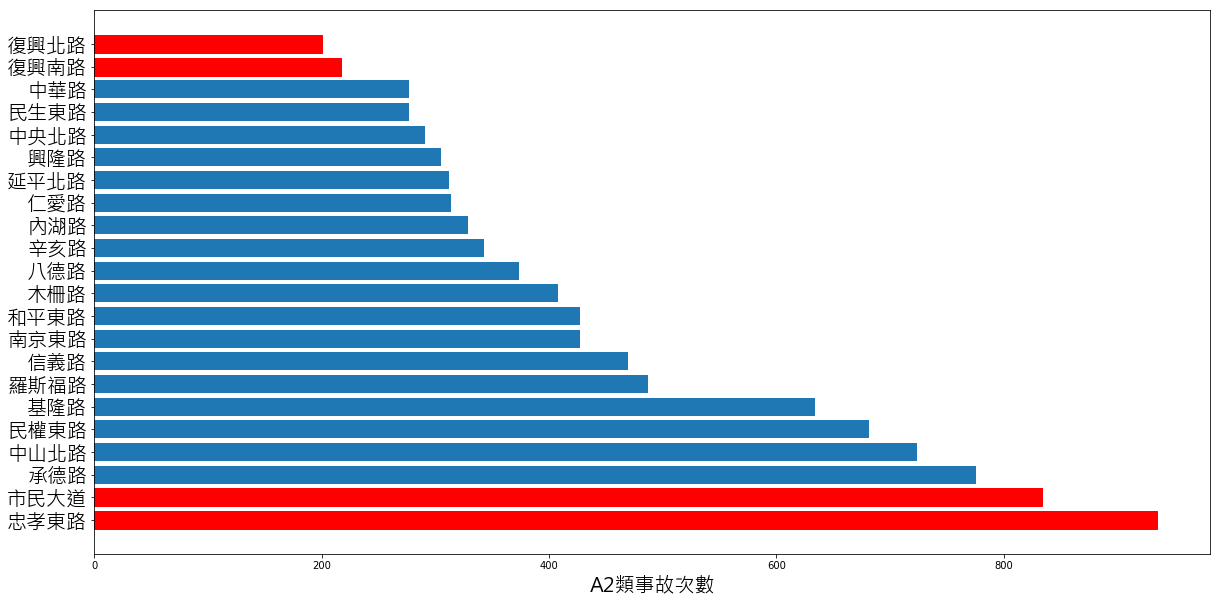 復興北路
復興南路
中華路
民生東路
中央北路
興隆路
延平北路
仁愛路
內湖路
辛亥路
八德路
木柵路
和平東路
南京東路
信義路
羅斯福路
基隆路
民權東路
中山北路
承德路
市民大道
忠孝東路
0 200 400 600 800
A2類事故次數